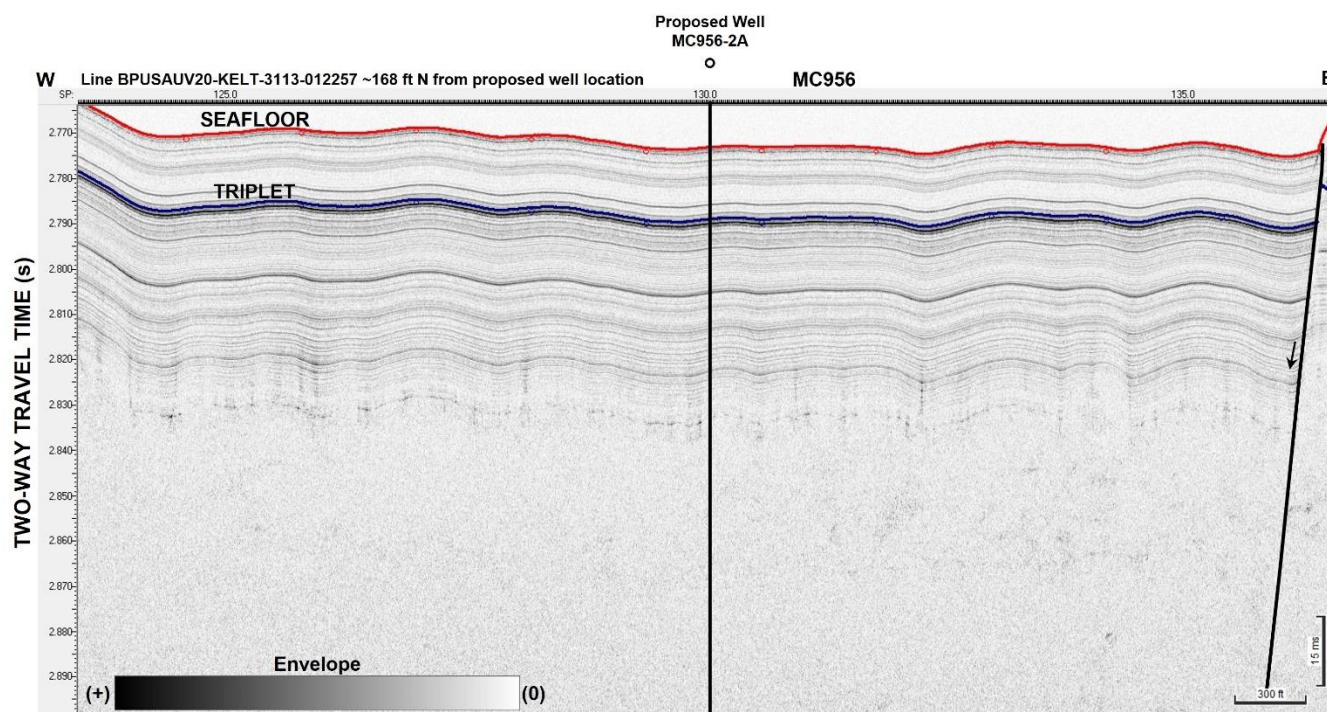 Proposed Well
MC956-2A
W Line BPUSAUV20-KELT-3113-012257 ~168 ft N from proposed well location MC956
SP: 125.0 130.0 135.0
SEAFLOOR
TRIPLET
TWO-WAY TRAVEL TIME (s)
2.770
2.780
2.790
2.800
2.810
2.820
2.830
2.840
2.850
2.860
2.870
2.880
2.890
Envelope
(+) (0)
15 ms
300 ft